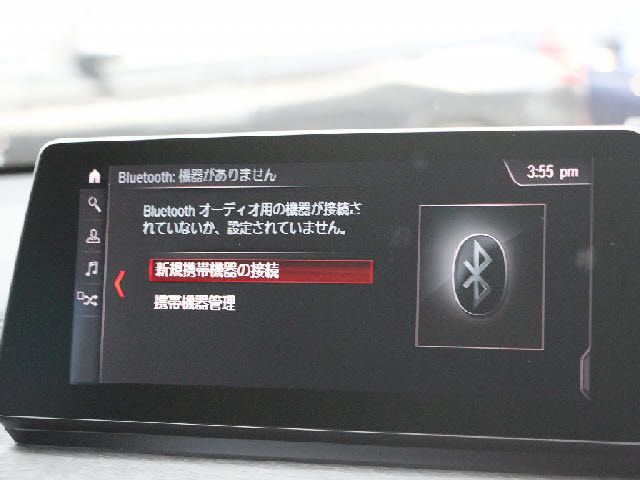 Bluetooth: 機器がありません
3:55 pm
Bluetooth オーディオ用の機器が接続さ
れていないか、設定されていません。
新規携帯機器の接続
携帯機器管理